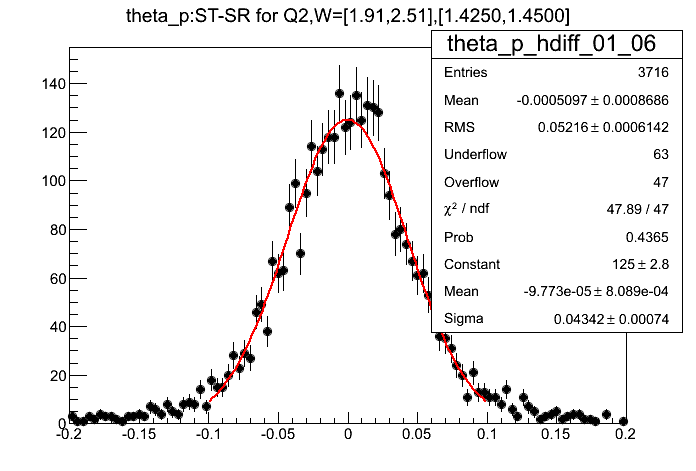 theta_p:ST-SR for Q2,W=[1.91,2.51],[1.4250,1.4500]
theta_p_hdiff_01_06
Entries 3716
Mean -0.0005097 ± 0.0008686
RMS 0.05216 ± 0.0006142
Underflow 63
Overflow 47
χ² / ndf 47.89 / 47
Prob 0.4365
Constant 125 ± 2.8
Mean -9.773e-05 ± 8.089e-04
Sigma 0.04342 ± 0.00074
140
120
100
80
60
40
20
0
-0.2 -0.15 -0.1 -0.05 0 0.05 0.1 0.15 0.2